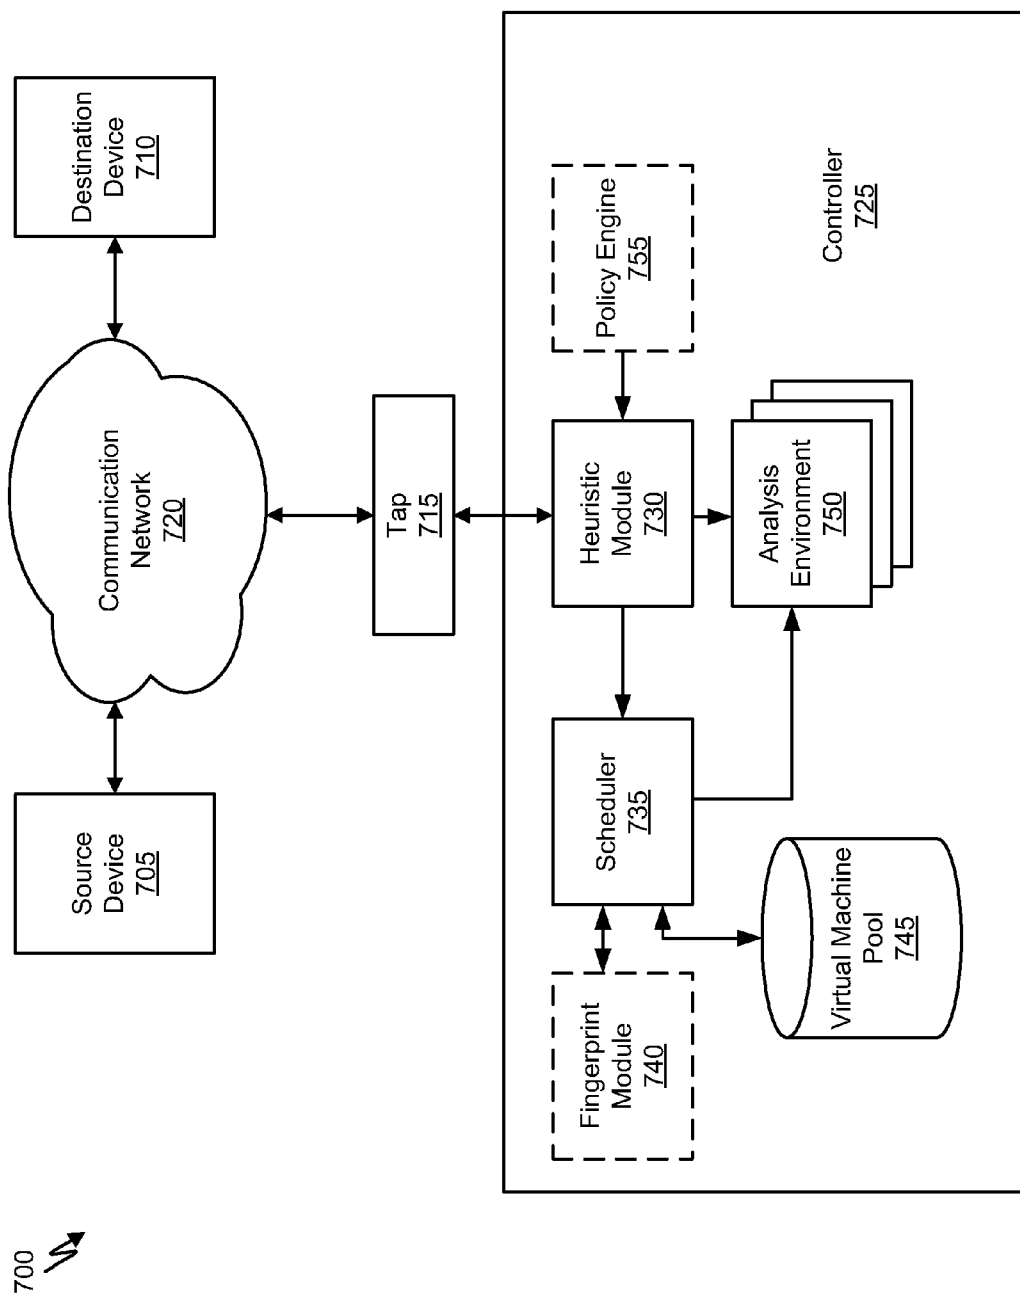 700
Source
Device
705
Communication
Network
720
Destination
Device
710
Tap
715
Fingerprint
Module
740
Scheduler
735
Heuristic
Module
730
Policy Engine
755
Virtual Machine
Pool
745
Analysis
Environment
750
Controller
725